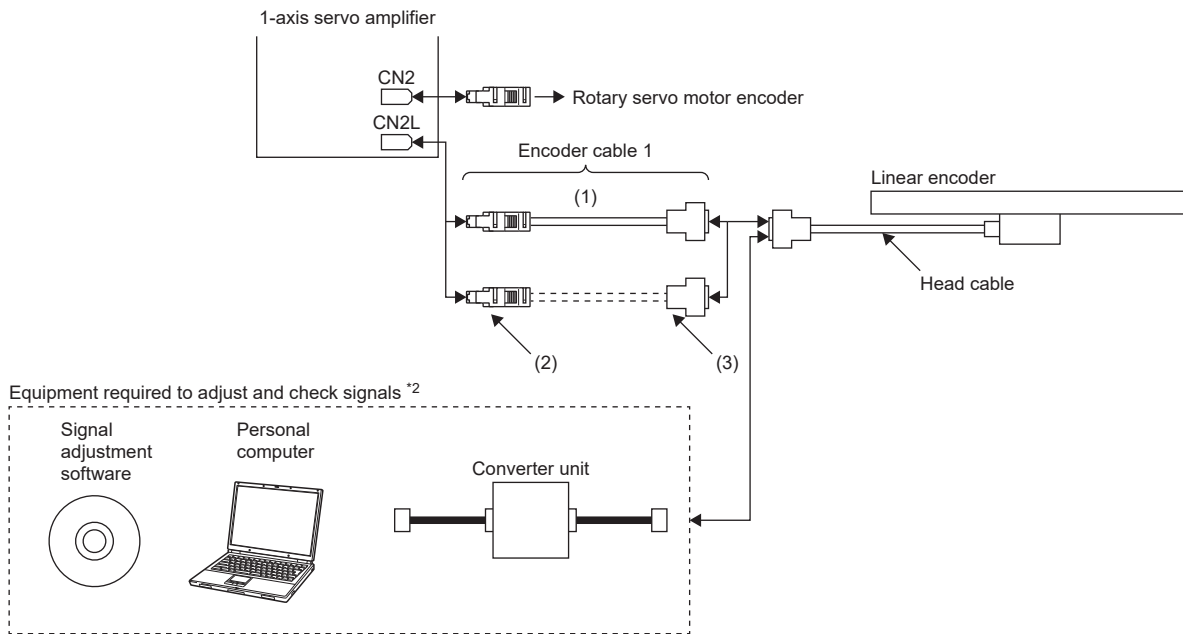 1-axis servo amplifier
CN2
Rotary servo motor encoder
CN2L
Encoder cable 1
(1)
Linear encoder
Head cable
(2)
(3)
Equipment required to adjust and check signals *2
Signal
adjustment
software
Personal
computer
Converter unit